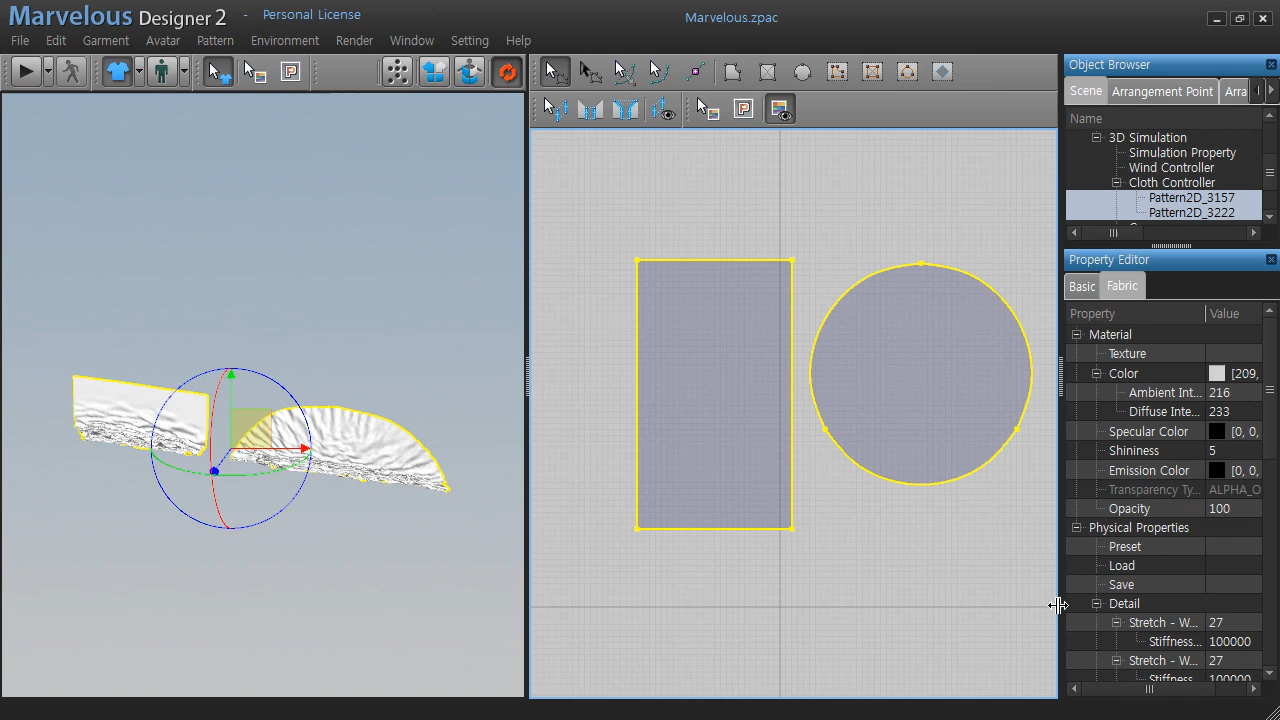 Marvelous Designer 2 - Personal License
Marvelous.zpac
File Edit Garment Avatar Pattern Environment Render Window Setting Help
Object Browser
Scene Arrangement Point Arra
Name
3D Simulation
Simulation Property
Wind Controller
Cloth Controller
Pattern2D_3157
Pattern2D_3222
Property Editor
Basic Fabric
Property Value
Material
Texture
Color [209,
Ambient Int... 216
Diffuse Inte... 233
Specular Color [0, 0,
Shininess 5
Emission Color [0, 0,
Transparency Ty... ALPHA_O
Opacity 100
Physical Properties
Preset
Load
Save
Detail
Stretch - W... 27
Stiffness... 100000
Stretch - W... 27
Stiffness 100000